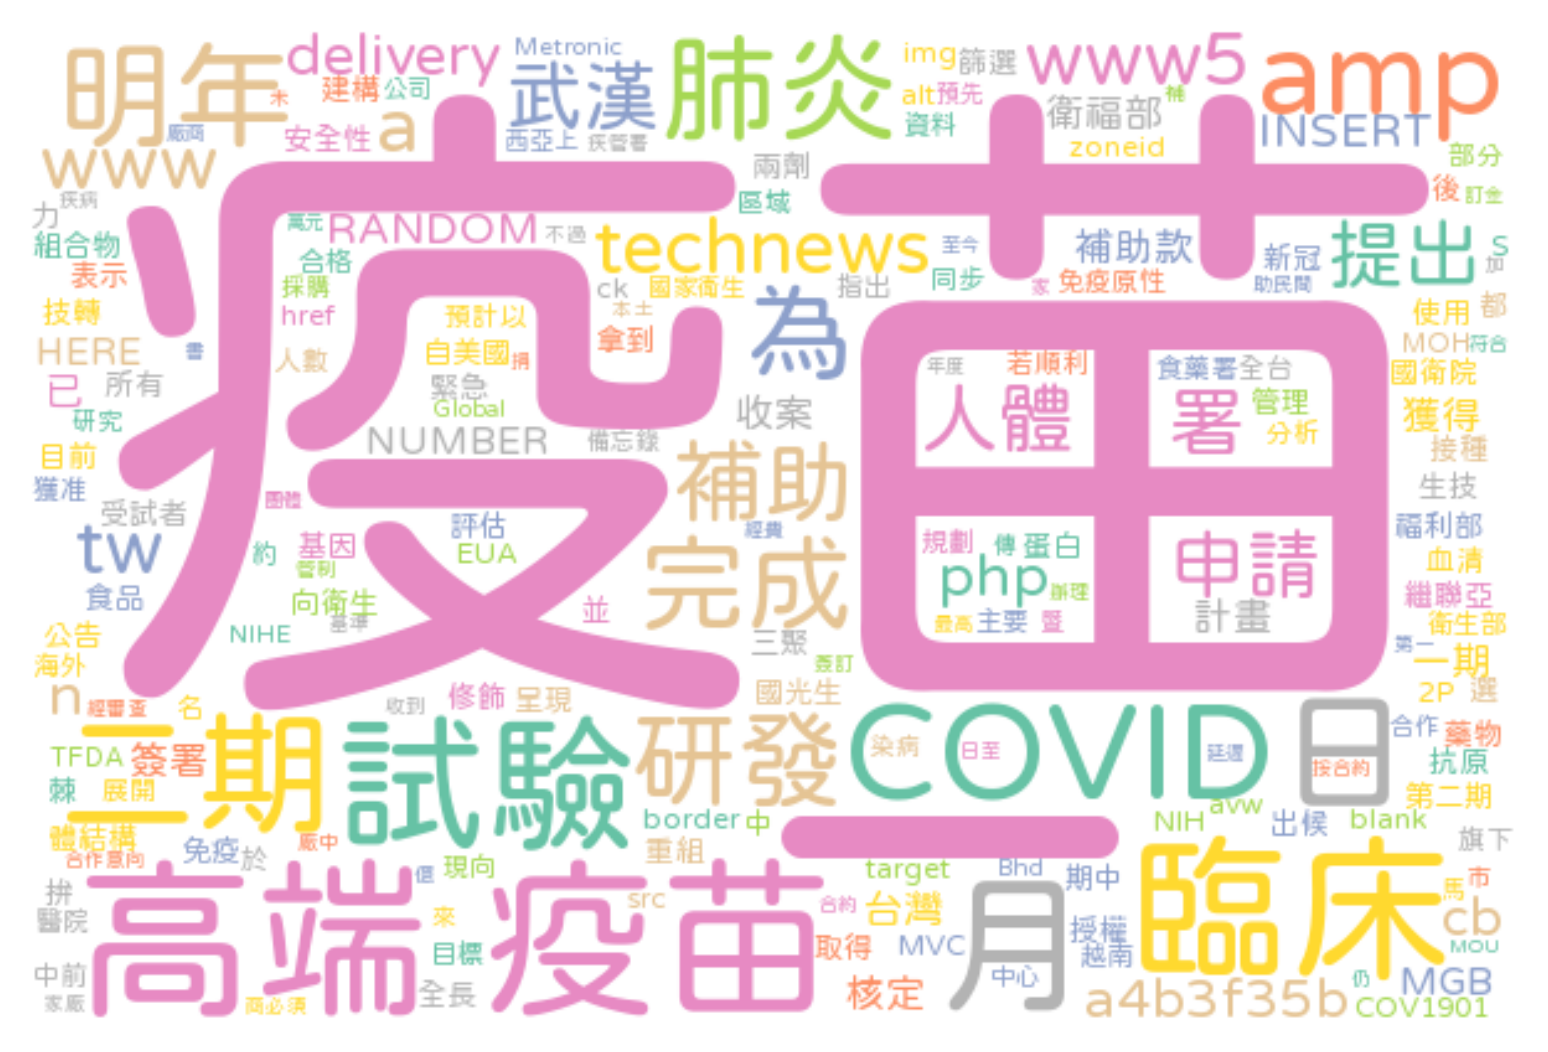 明年
delivery
Metronic
武漢
肺炎
img
篩選
www5
amp
未
建構
公司
alt
預先
補
衛福部
廠商
安全性
a
西亞上
疾管署
資料
zoneid
INSERT
www
兩劑
部分
疾病
力
區域
後
訂金
萬元
RANDOM
不過
technews
至今
補助款
新冠
提出
S
組合物
合格
同步
加
表示
採購
ck
國家衛生
指出
家
免疫原性
助民間
技轉
href
預計以
本土
為
使用
都
HERE
書
人數
自美國
捐
拿到
年度
若順利
食藥署
全台
MOH
符合
已
所有
緊急
國衛院
研究
Global
收案
人體
署
管理
獲得
NUMBER
備忘錄
分析
目前
補助
接種
獲准
團體
生技
受試者
疫苗
評估
經費
福利部
tw
約
基因
EUA
規劃
傳
蛋白
申請
血清
管制
完成
php
辦理
食品
向衛生
並
繼聯亞
基準
最高
主要
暨
計畫
衛生部
公告
NIHE
三聚
第一
海外
簽訂
一期
n
經審查
名
收到
修飾
呈現
國光生
2P
選
二期
試驗
研發
COVID
日
合作
藥物
TFDA
簽署
染病
日至
延遲
接合約
抗原
棘
展開
第二期
體結構
border
中
一
NIH
avw
出候
blank
合作意向
免疫
於
廠中
重組
旗下
高端
疫苗
償
現向
target
Bhd
期中
臨床
馬
市
拚
src
合約
台灣
月
cb
醫院
來
授權
目標
取得
MVC
越南
MOU
中前
全長
核定
中心
仍
MGB
家廠
商必須
a4b3f35b
COV1901